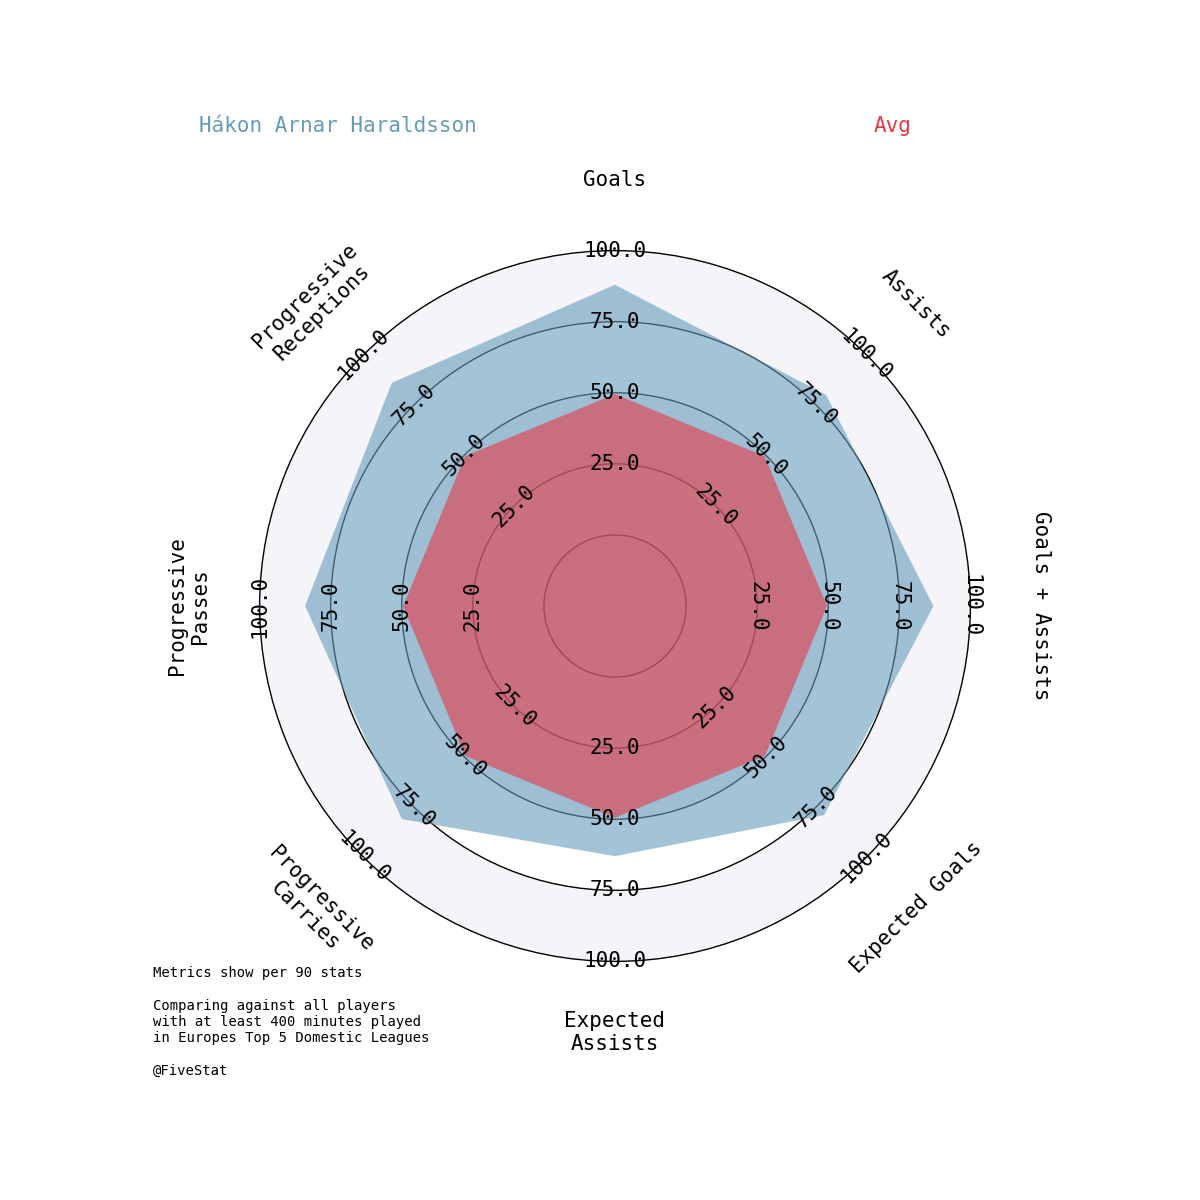 Hákon Arnar Haraldsson
Avg
Goals
Assists
Goals + Assists
Expected Goals
Expected
Assists
Progressive
Carries
Progressive
Passes
Progressive
Receptions
25.0
50.0
75.0
100.0
25.0
50.0
75.0
100.0
25.0
50.0
75.0
100.0
25.0
50.0
75.0
100.0
25.0
50.0
75.0
100.0
25.0
50.0
75.0
100.0
25.0
50.0
75.0
100.0
25.0
50.0
75.0
100.0
Metrics show per 90 stats
Comparing against all players
with at least 400 minutes played
in Europes Top 5 Domestic Leagues
@FiveStat